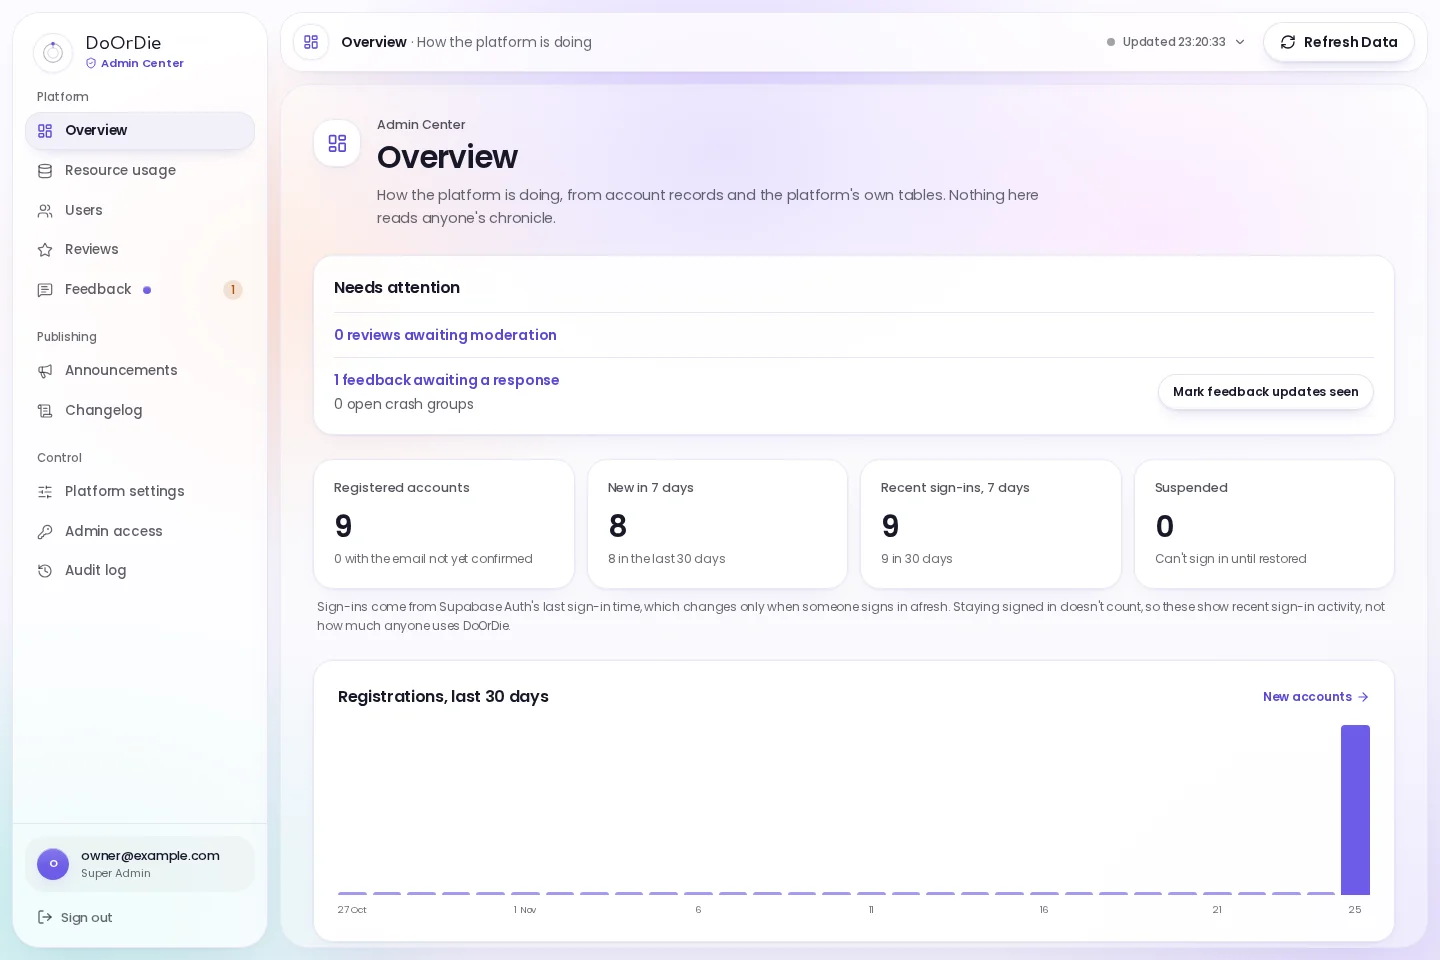 DoOrDie
Admin Center
Platform
Overview
Resource usage
Users
Reviews
Feedback
1
Publishing
Announcements
Changelog
Control
Platform settings
Admin access
Audit log
O
owner@example.com
Super Admin
Sign out
Overview · How the platform is doing
Updated 23:20:33
Refresh Data
Admin Center
Overview
How the platform is doing, from account records and the platform's own tables. Nothing here
reads anyone's chronicle.
Needs attention
0 reviews awaiting moderation
1 feedback awaiting a response
0 open crash groups
Mark feedback updates seen
Registered accounts
9
0 with the email not yet confirmed
New in 7 days
8
8 in the last 30 days
Recent sign-ins, 7 days
9
9 in 30 days
Suspended
0
Can't sign in until restored
Sign-ins come from Supabase Auth's last sign-in time, which changes only when someone signs in afresh. Staying signed in doesn't count, so these show recent sign-in activity, not
how much anyone uses DoOrDie.
Registrations, last 30 days
New accounts
27 Oct
1 Nov
6
11
16
21
25